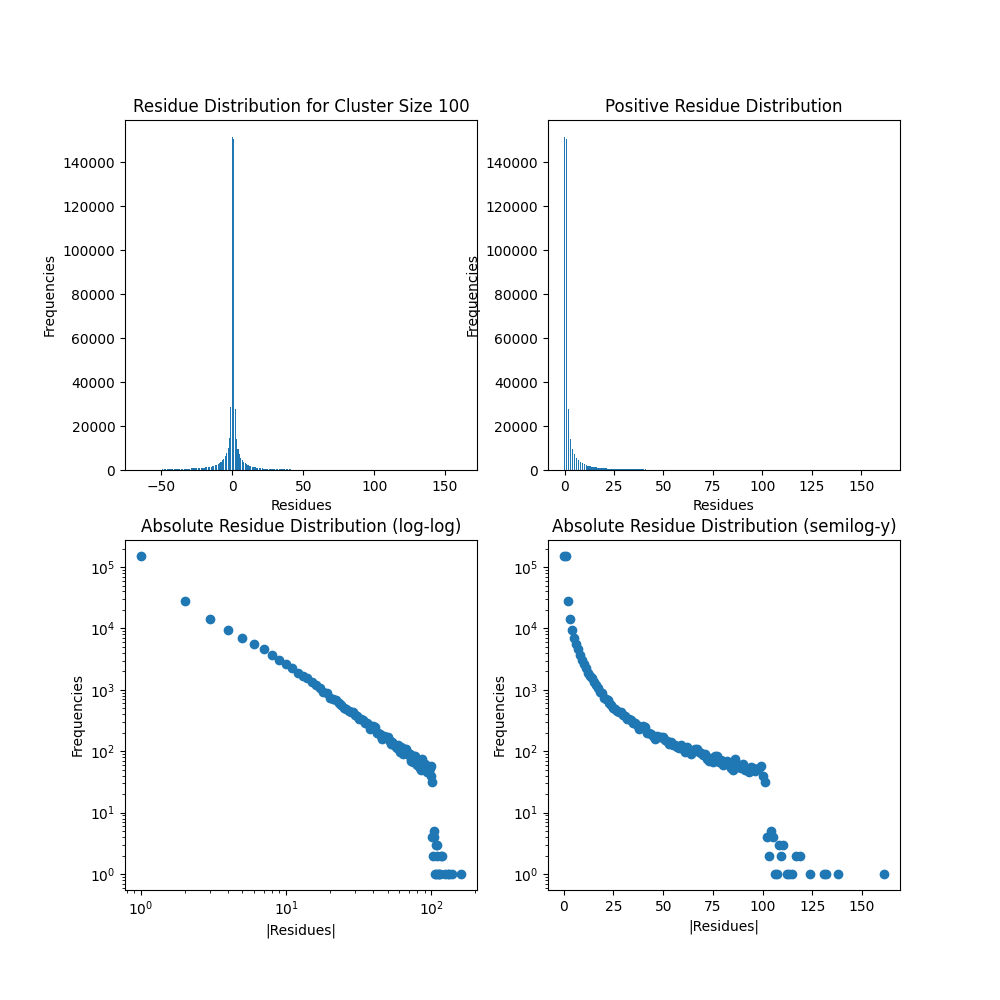 Residue Distribution for Cluster Size 100
Frequencies
140000
120000
100000
80000
60000
40000
20000
0
−50 0 50 100 150
Residues
Positive Residue Distribution
Frequencies
140000
120000
100000
80000
60000
40000
20000
0
0 25 50 75 100 125 150
Residues
Absolute Residue Distribution (log-log)
Frequencies
10⁵
10⁴
10³
10²
10¹
10⁰
10⁰ 10¹ 10²
|Residues|
Absolute Residue Distribution (semilog-y)
Frequencies
10⁵
10⁴
10³
10²
10¹
10⁰
0 25 50 75 100 125 150
|Residues|